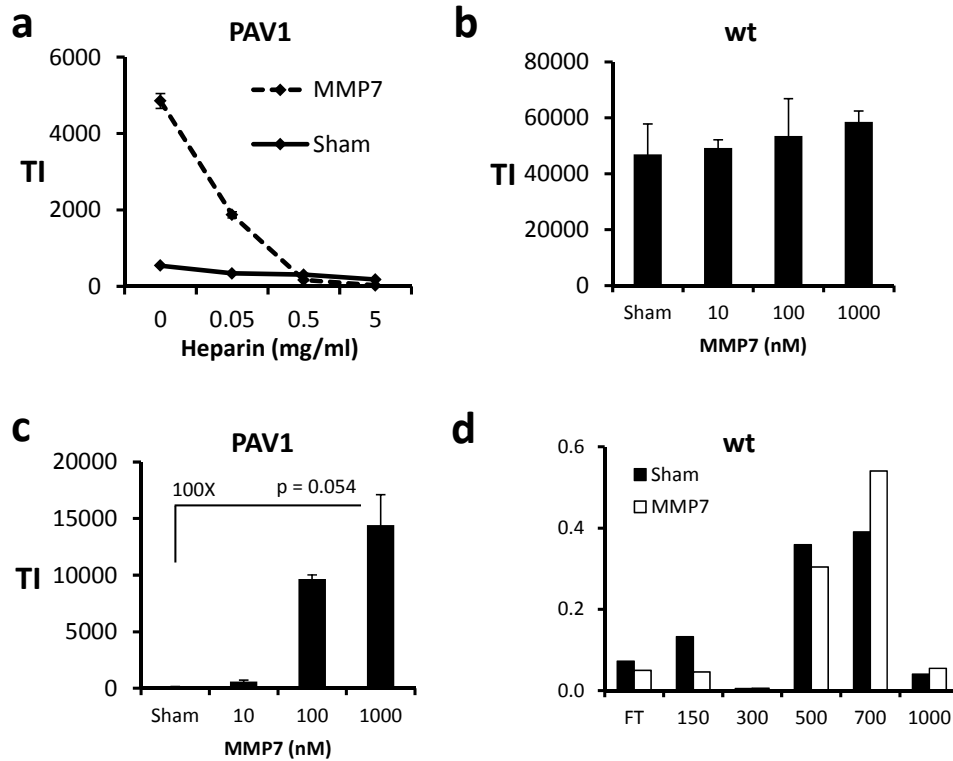 a
PAV1
6000
4000
2000
0
TI
MMP7
Sham
0 0.05 0.5 5
Heparin (mg/ml)
b
wt
80000
60000
40000
20000
0
TI
Sham 10 100 1000
MMP7 (nM)
c
PAV1
20000
15000
10000
5000
0
TI
100X p = 0.054
Sham 10 100 1000
MMP7 (nM)
d
wt
0.6
0.4
0.2
0.0
Sham
MMP7
FT 150 300 500 700 1000